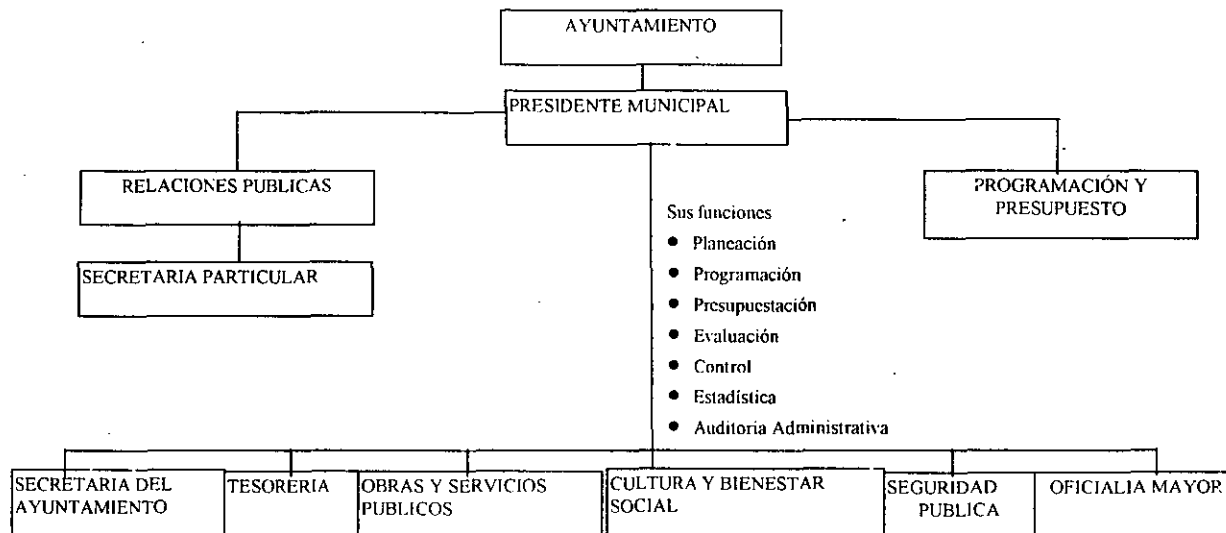 AYUNTAMIENTO
PRESIDENTE MUNICIPAL
RELACIONES PUBLICAS
PROGRAMACIÓN Y
PRESUPUESTO
SECRETARIA PARTICULAR
Sus funciones
● Planeación
● Programación
● Presupuestación
● Evaluación
● Control
● Estadística
● Auditoria Administrativa
SECRETARIA DEL
AYUNTAMIENTO
TESORERIA
OBRAS Y SERVICIOS
PUBLICOS
CULTURA Y BIENESTAR
SOCIAL
SEGURIDAD
PUBLICA
OFICIALIA MAYOR